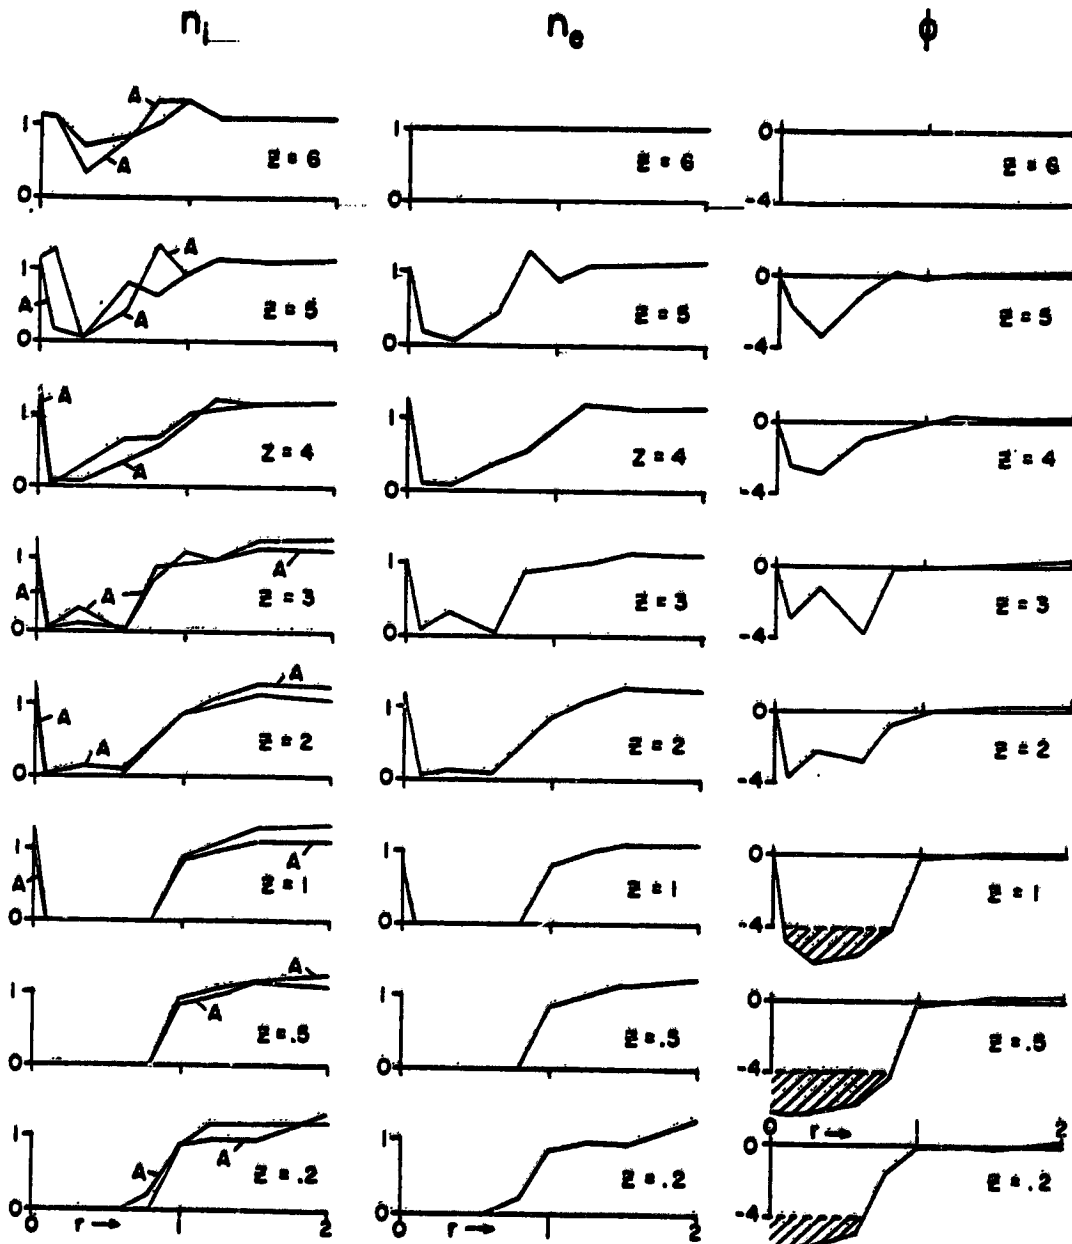 n_i n_e ϕ
A
1 1 0
A
z = 6 z = 6 z = 6
0 0 -4
A
1 1 0
A
A
z = 5 z = 5 z = 5
0 0 -4
A
1 1 0
A
z = 4 z = 4 z = 4
0 0 -4
1 1 0
A A A
z = 3 z = 3 z = 3
0 0 -4
A
1 1 0
A
A
z = 2 z = 2 z = 2
0 0 -4
1 1 0
A A
z = 1 z = 1 z = 1
0 0 -4
A
1 1 0
A
z = .5 z = .5 z = .5
0 0 -4
0 r → 2
1 1 0
A A
z = .2 z = .2 z = .2
0 0 -4
0 r → 1 2 0 r → 1 2